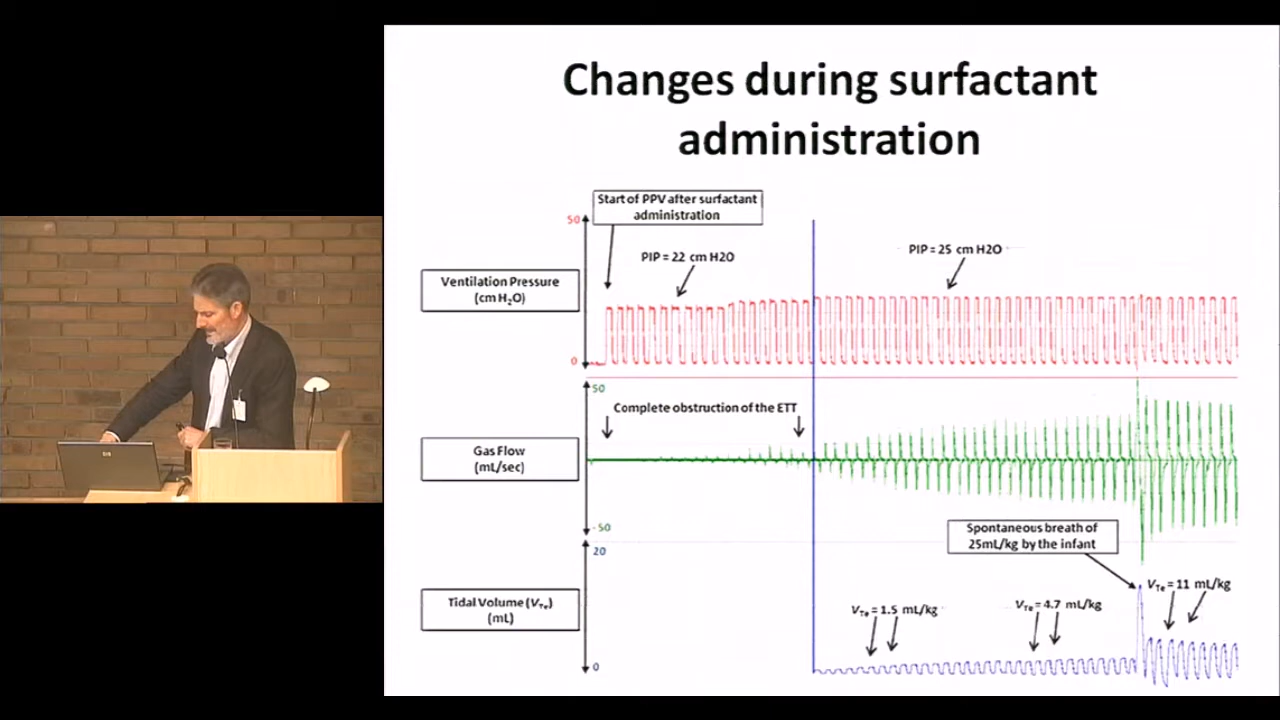 Changes during surfactant
administration
Start of PPV after surfactant
administration
50
PIP = 22 cm H2O
PIP = 25 cm H2O
Ventilation Pressure
(cm H₂O)
0
50
Complete obstruction of the ETT
Gas Flow
(mL/sec)
-50
Spontaneous breath of
25mL/kg by the infant
20
V_Te = 11 mL/kg
Tidal Volume (V_Te)
(mL)
V_Te = 1.5 mL/kg
V_Te = 4.7 mL/kg
0
hp